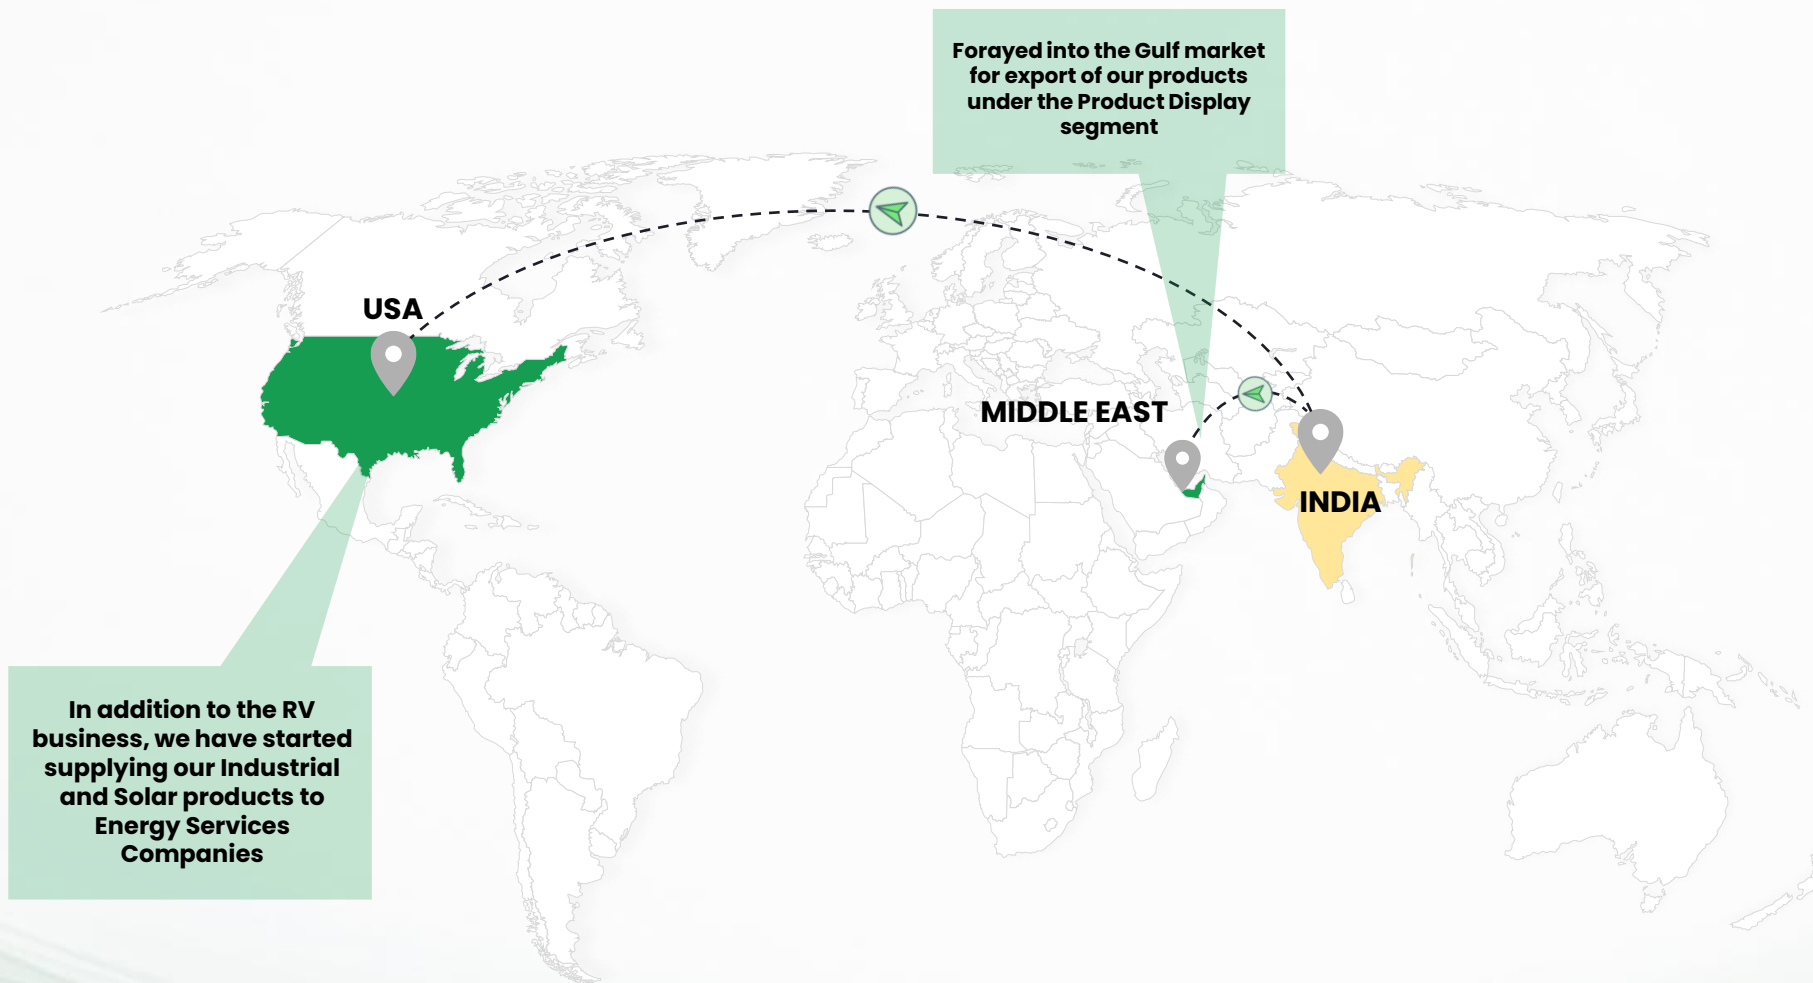 Forayed into the Gulf market
for export of our products
under the Product Display
segment
USA
MIDDLE EAST
INDIA
In addition to the RV
business, we have started
supplying our Industrial
and Solar products to
Energy Services
Companies